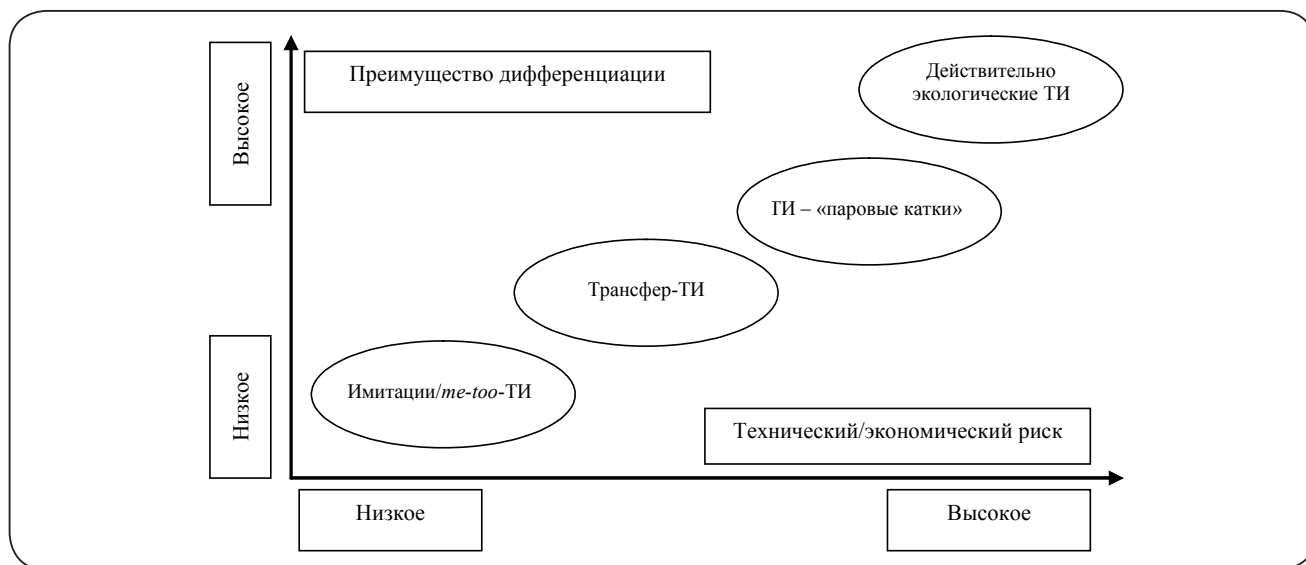 Высокое
Преимущество дифференциации
Действительно
экологические ТИ
ТИ – «паровые катки»
Трансфер-ТИ
Низкое
Имитации/me-too-ТИ
Технический/экономический риск
Низкое
Высокое